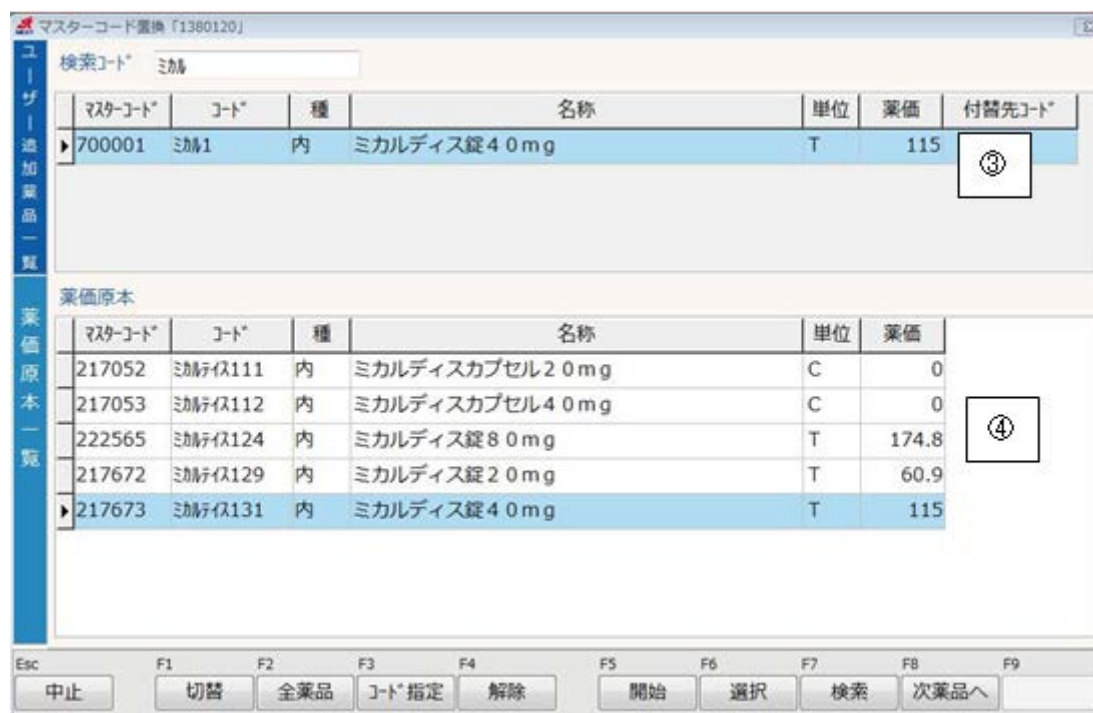 マスターコード置換「1380120」
ユーザー追加薬品一覧
検索ｺｰﾄﾞ ﾐｶﾙ
ﾏｽﾀｰｺｰﾄﾞ ｺｰﾄﾞ 種 名称 単位 薬価 付替先ｺｰﾄﾞ
700001 ﾐｶﾙ1 内 ミカルディス錠４０ｍｇ T 115
③
薬価原本一覧
薬価原本
ﾏｽﾀｰｺｰﾄﾞ ｺｰﾄﾞ 種 名称 単位 薬価
217052 ﾐｶﾙﾃｲｽ111 内 ミカルディスカプセル２０ｍｇ C 0
217053 ﾐｶﾙﾃｲｽ112 内 ミカルディスカプセル４０ｍｇ C 0
222565 ﾐｶﾙﾃｲｽ124 内 ミカルディス錠８０ｍｇ T 174.8
217672 ﾐｶﾙﾃｲｽ129 内 ミカルディス錠２０ｍｇ T 60.9
217673 ﾐｶﾙﾃｲｽ131 内 ミカルディス錠４０ｍｇ T 115
④
Esc F1 F2 F3 F4 F5 F6 F7 F8 F9
中止 切替 全薬品 ｺｰﾄﾞ指定 解除 開始 選択 検索 次薬品へ